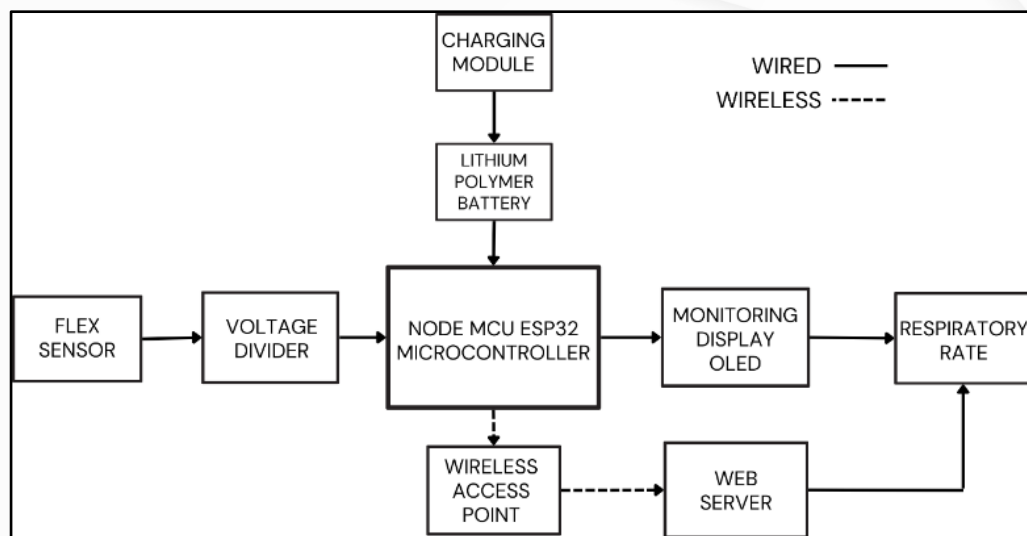 CHARGING
MODULE
WIRED
WIRELESS
LITHIUM
POLYMER
BATTERY
FLEX
SENSOR
VOLTAGE
DIVIDER
NODE MCU ESP32
MICROCONTROLLER
MONITORING
DISPLAY
OLED
RESPIRATORY
RATE
WIRELESS
ACCESS
POINT
WEB
SERVER